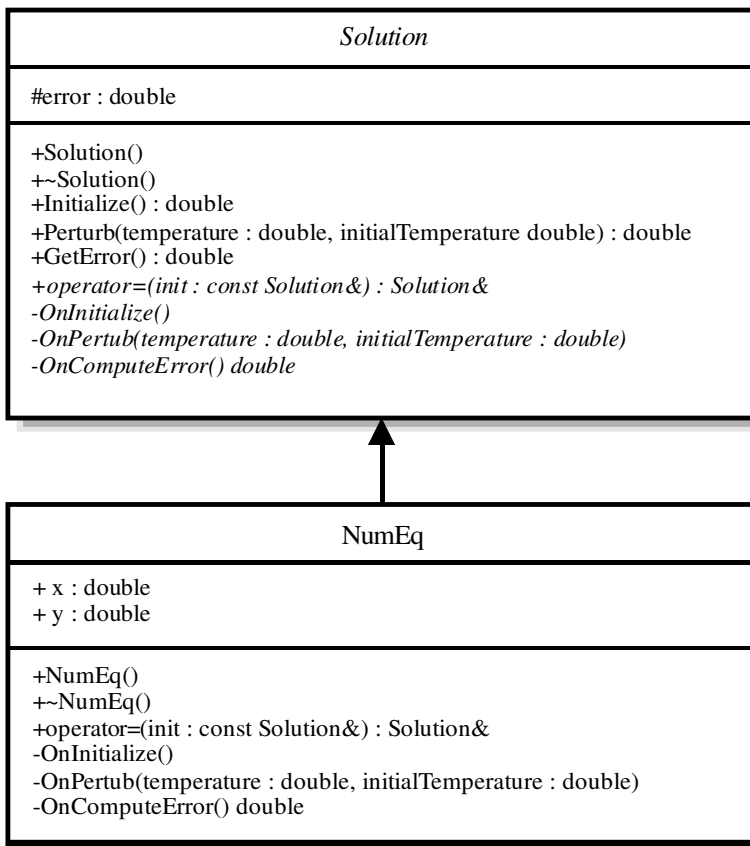 Solution
#error : double
+Solution()
+~Solution()
+Initialize() : double
+Perturb(temperature : double, initialTemperature double) : double
+GetError() : double
+operator=(init : const Solution&) : Solution&
-OnInitialize()
-OnPertub(temperature : double, initialTemperature : double)
-OnComputeError() double
NumEq
+ x : double
+ y : double
+NumEq()
+~NumEq()
+operator=(init : const Solution&) : Solution&
-OnInitialize()
-OnPertub(temperature : double, initialTemperature : double)
-OnComputeError() double